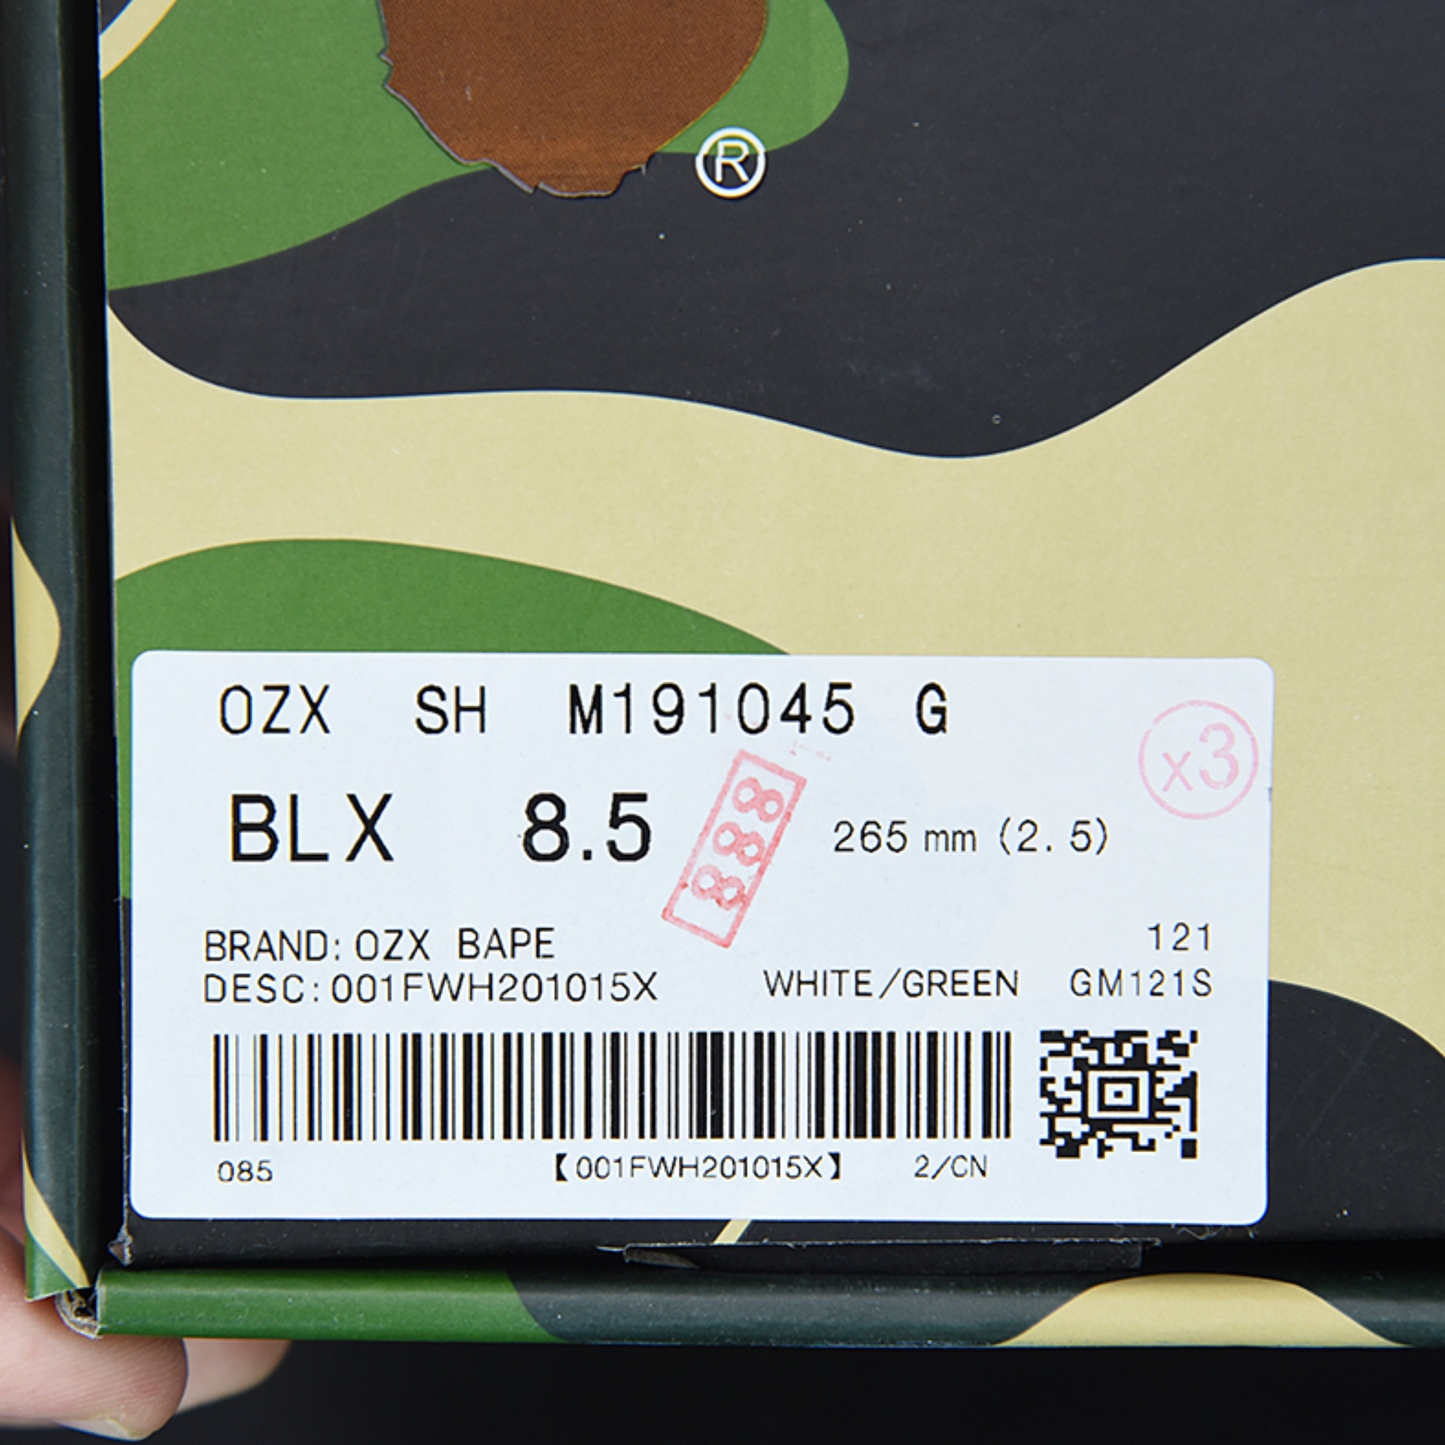 ®
OZX SH M191045 G
x3
BLX 8.5 888 265 mm (2.5)
BRAND: OZX BAPE 121
DESC: 001FWH201015X WHITE/GREEN GM121S
085 【001FWH201015X】 2/CN